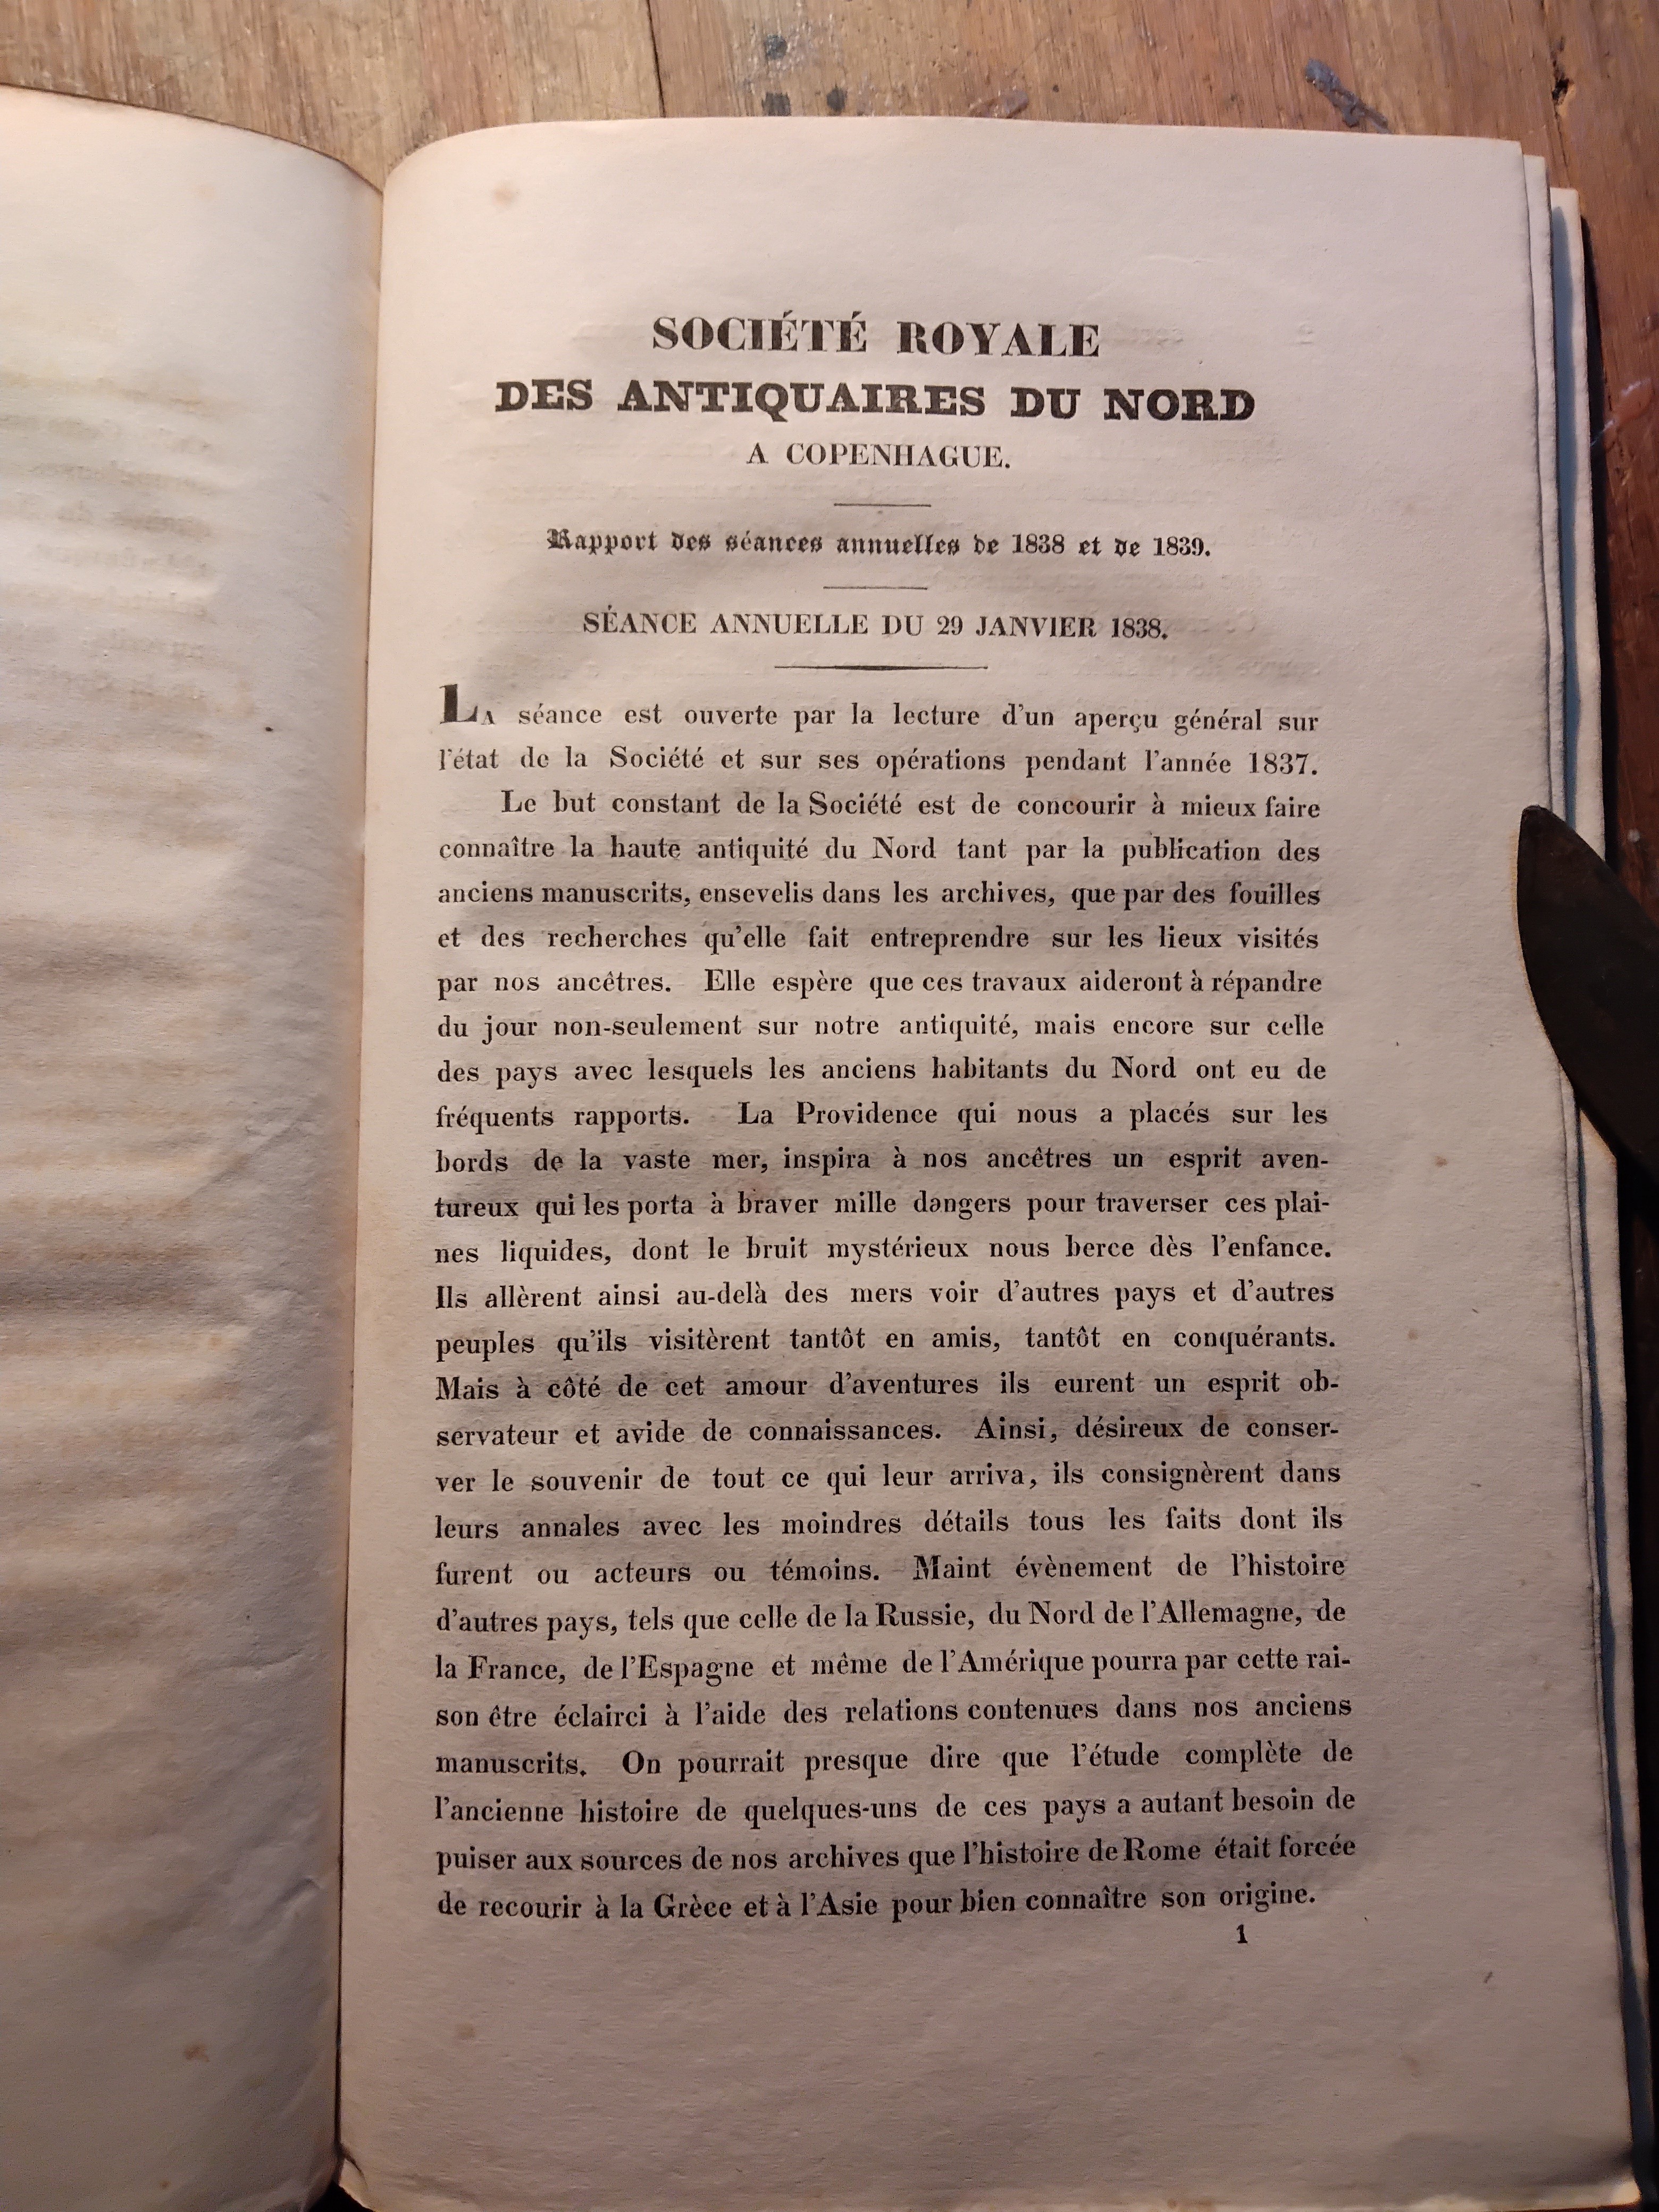 SOCIÉTÉ ROYALE
DES ANTIQUAIRES DU NORD
A COPENHAGUE.
Rapport des séances annuelles de 1838 et de 1839.
SÉANCE ANNUELLE DU 29 JANVIER 1838.
LA séance est ouverte par la lecture d'un aperçu général sur
l'état de la Société et sur ses opérations pendant l'année 1837.
Le but constant de la Société est de concourir à mieux faire
connaître la haute antiquité du Nord tant par la publication des
anciens manuscrits, ensevelis dans les archives, que par des fouilles
et des recherches qu'elle fait entreprendre sur les lieux visités
par nos ancêtres. Elle espère que ces travaux aideront à répandre
du jour non-seulement sur notre antiquité, mais encore sur celle
des pays avec lesquels les anciens habitants du Nord ont eu de
fréquents rapports. La Providence qui nous a placés sur les
bords de la vaste mer, inspira à nos ancêtres un esprit aven-
tureux qui les porta à braver mille dangers pour traverser ces plai-
nes liquides, dont le bruit mystérieux nous berce dès l'enfance.
Ils allèrent ainsi au-delà des mers voir d'autres pays et d'autres
peuples qu'ils visitèrent tantôt en amis, tantôt en conquérants.
Mais à côté de cet amour d'aventures ils eurent un esprit ob-
servateur et avide de connaissances. Ainsi, désireux de conser-
ver le souvenir de tout ce qui leur arriva, ils consignèrent dans
leurs annales avec les moindres détails tous les faits dont ils
furent ou acteurs ou témoins. Maint évènement de l'histoire
d'autres pays, tels que celle de la Russie, du Nord de l'Allemagne, de
la France, de l'Espagne et même de l'Amérique pourra par cette rai-
son être éclairci à l'aide des relations contenues dans nos anciens
manuscrits. On pourrait presque dire que l'étude complète de
l'ancienne histoire de quelques-uns de ces pays a autant besoin de
puiser aux sources de nos archives que l'histoire de Rome était forcée
de recourir à la Grèce et à l'Asie pour bien connaître son origine.
1